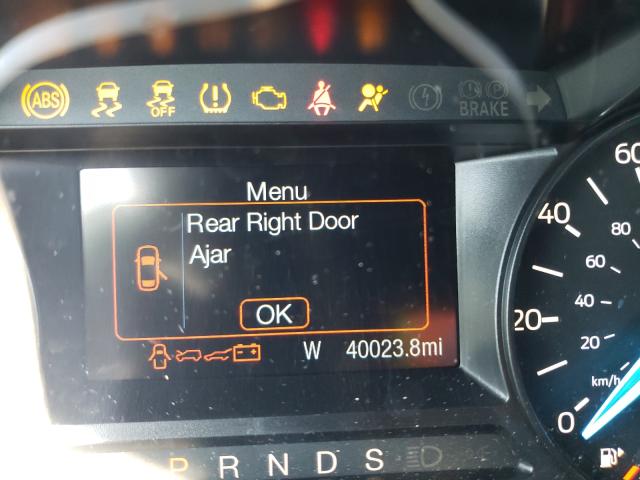 ABS
OFF
BRAKE
Menu
Rear Right Door
Ajar
OK
W 40023.8mi
P R N D S
60
40
20
0
80
60
40
20
km/h